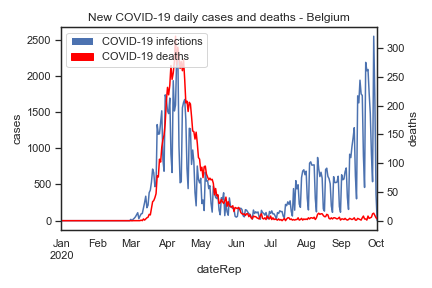 New COVID-19 daily cases and deaths - Belgium
COVID-19 infections
COVID-19 deaths
2500
2000
1500
1000
500
0
cases
300
250
200
150
100
50
0
deaths
Jan Feb Mar Apr May Jun Jul Aug Sep Oct
2020
dateRep